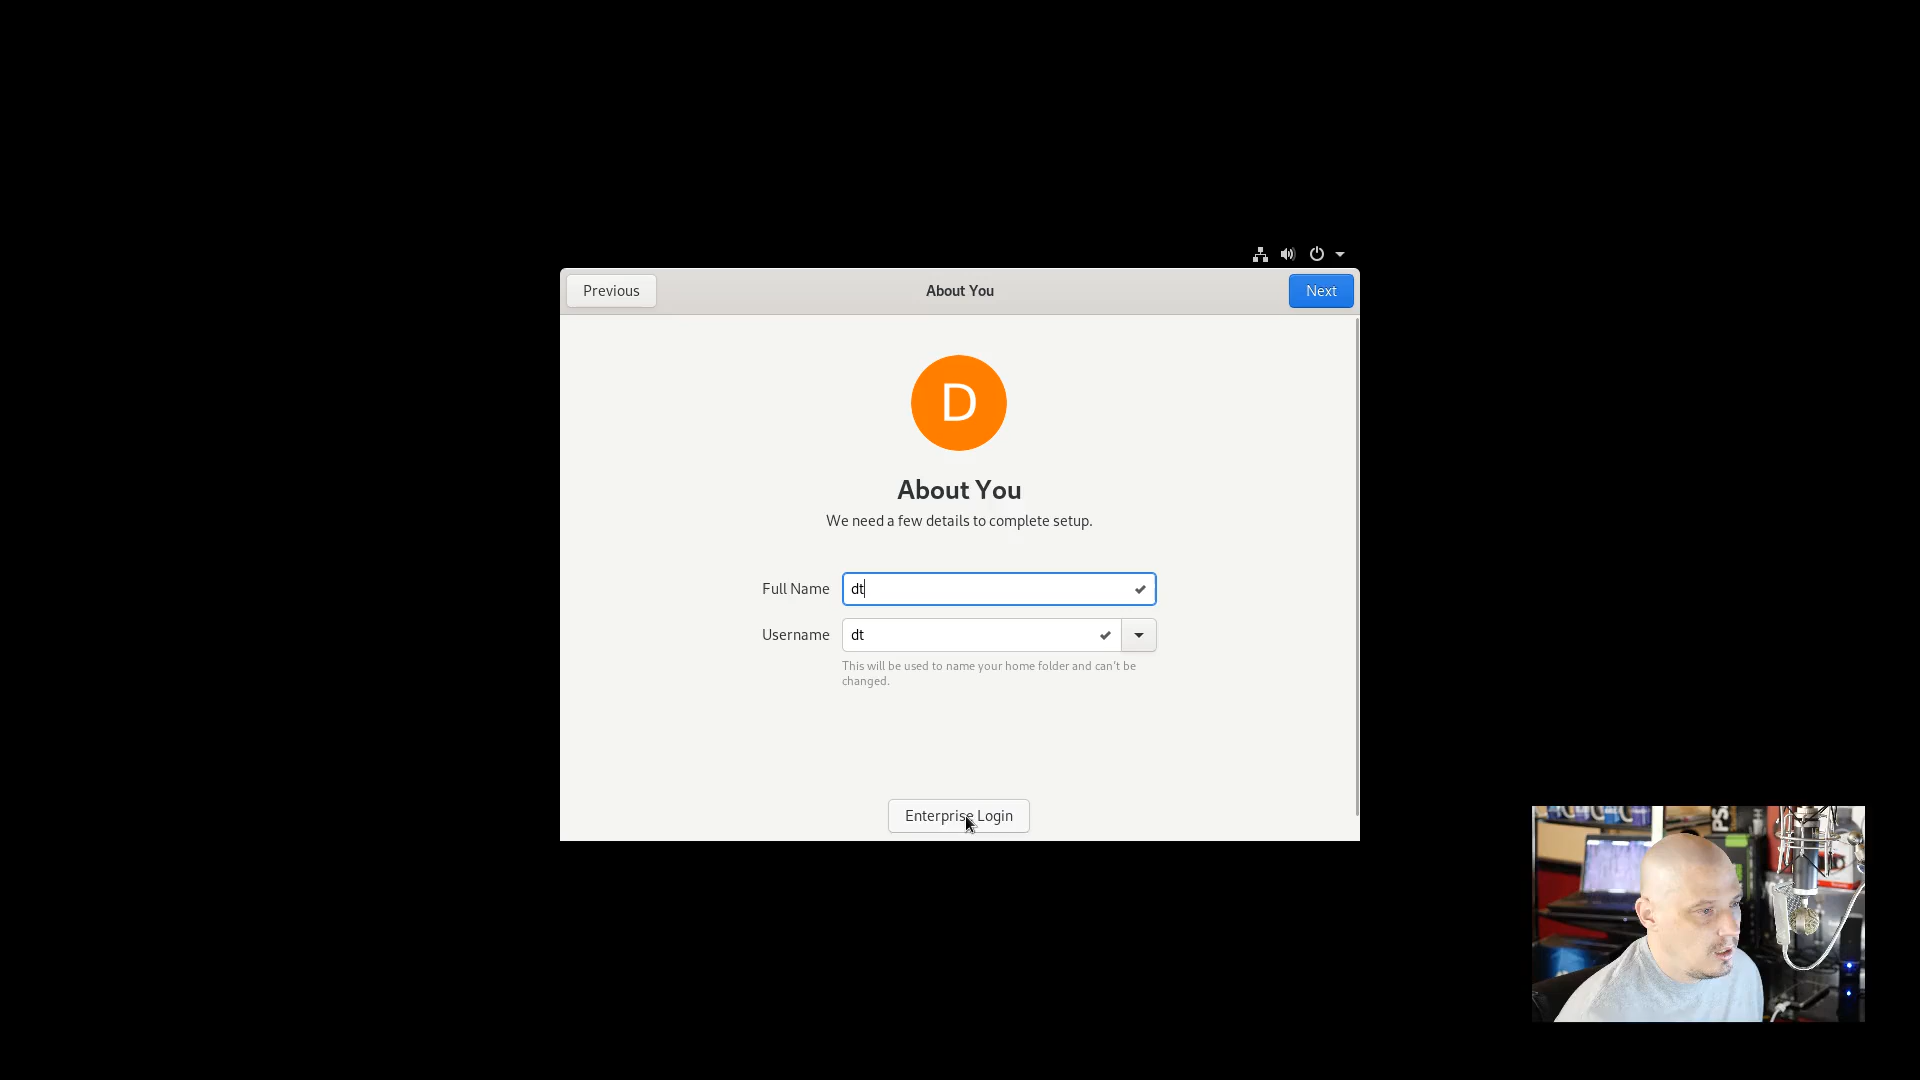 Previous
About You
Next
D
About You
We need a few details to complete setup.
Full Name
dt
Username
dt
This will be used to name your home folder and can't be
changed.
Enterprise Login